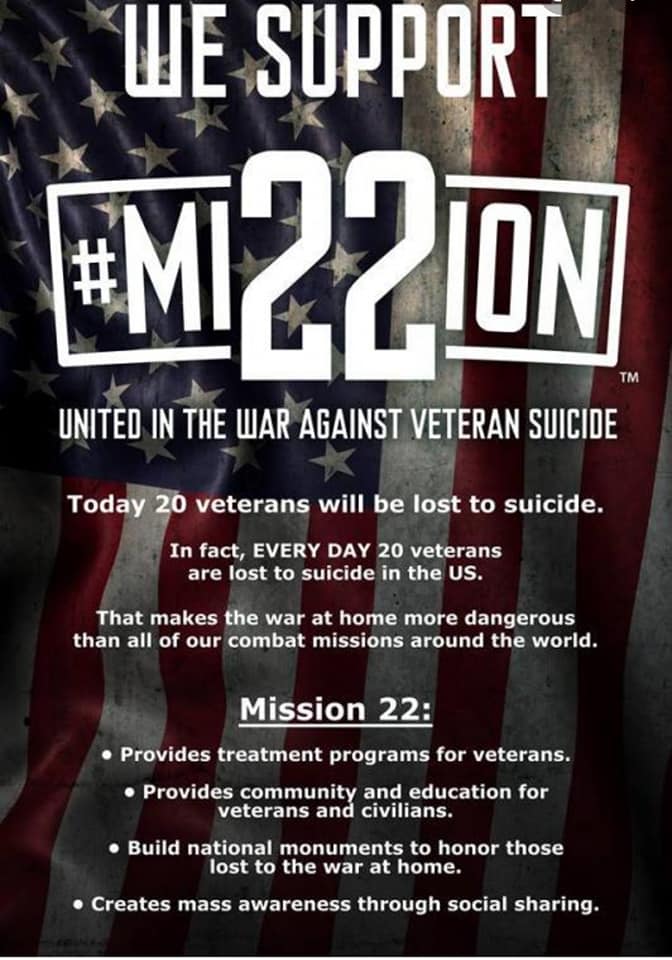 WE SUPPORT
#MI22ION
TM
UNITED IN THE WAR AGAINST VETERAN SUICIDE
Today 20 veterans will be lost to suicide.
In fact, EVERY DAY 20 veterans
are lost to suicide in the US.
That makes the war at home more dangerous
than all of our combat missions around the world.
Mission 22:
• Provides treatment programs for veterans.
• Provides community and education for
veterans and civilians.
• Build national monuments to honor those
lost to the war at home.
• Creates mass awareness through social sharing.